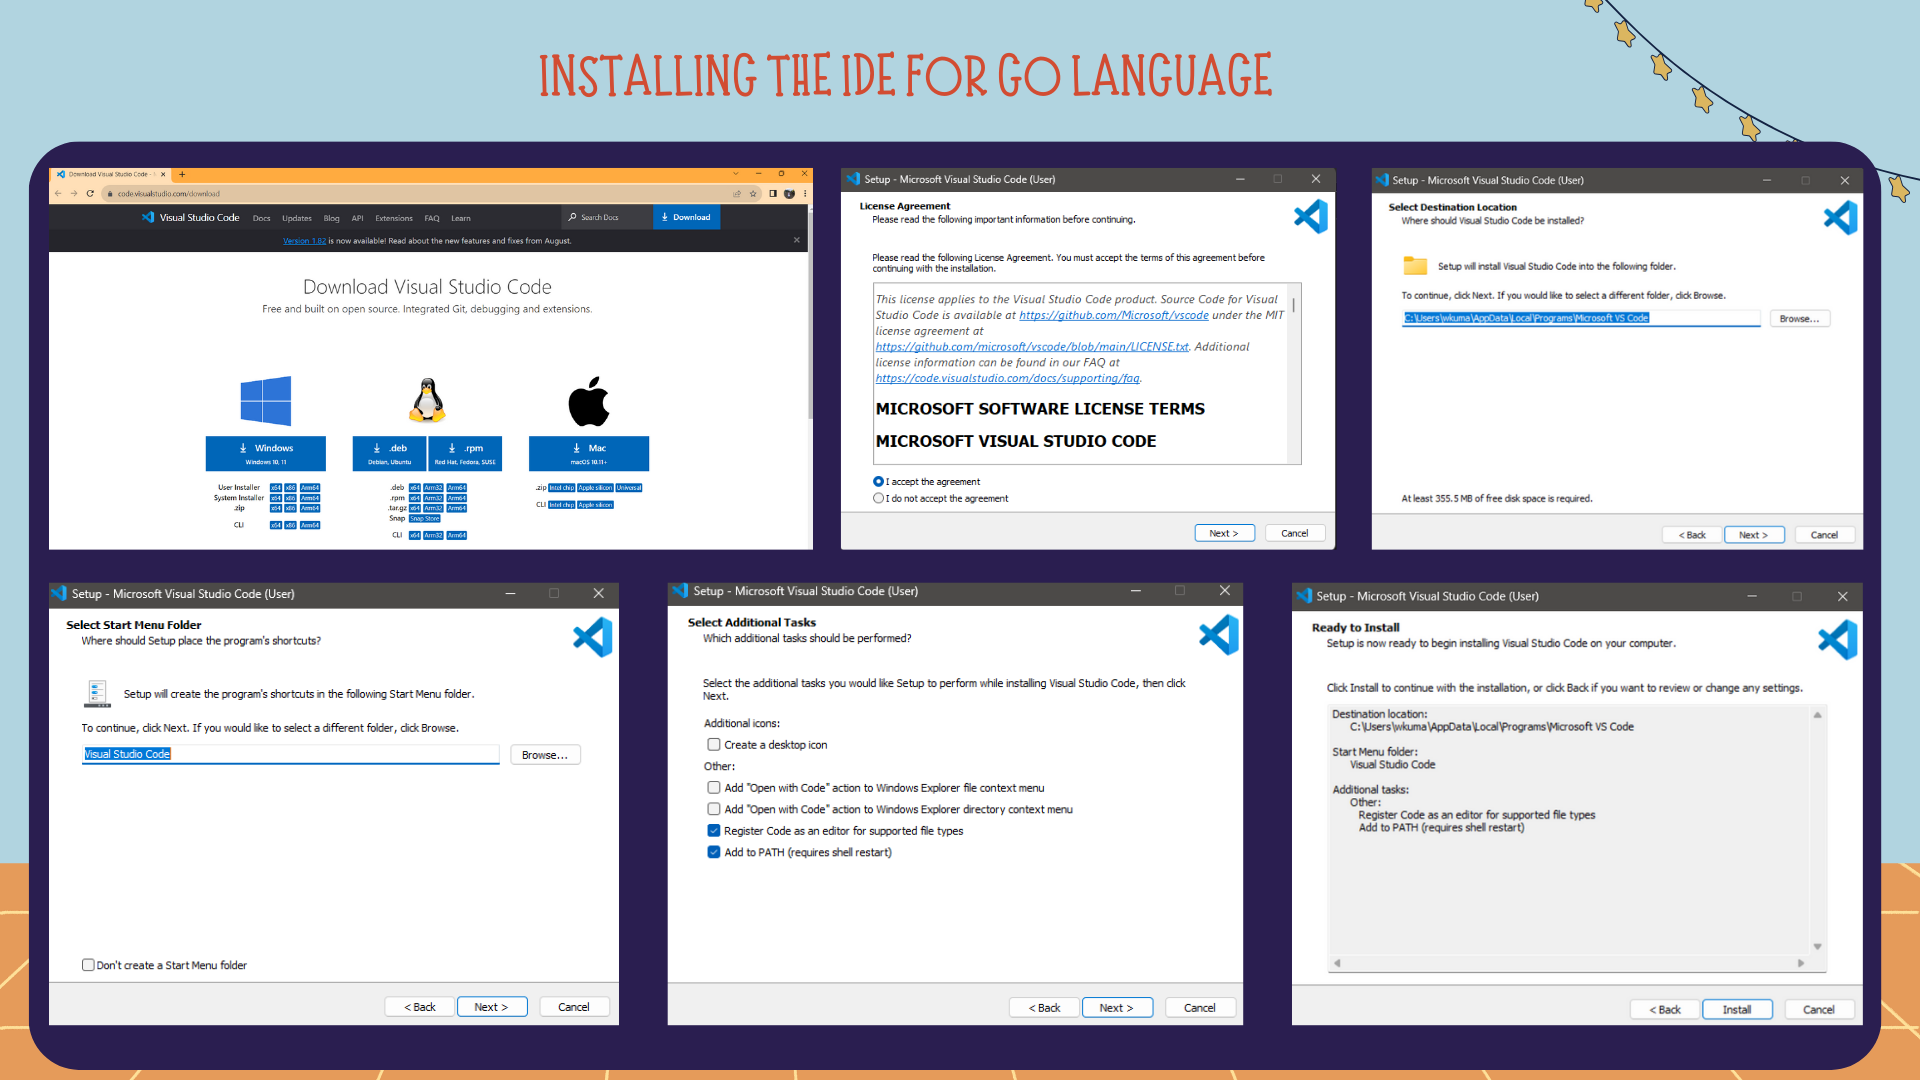 INSTALLING THE IDE FOR GO LANGUAGE
Download Visual Studio Code -
code.visualstudio.com/download
Visual Studio Code Docs Updates Blog API Extensions FAQ Learn Search Docs Download
Version 1.82 is now available! Read about the new features and fixes from August.
Download Visual Studio Code
Free and built on open source. Integrated Git, debugging and extensions.
Windows
Windows 10, 11
.deb
Debian, Ubuntu
.rpm
Red Hat, Fedora, SUSE
Mac
macOS 10.11+
User Installer x64 x86 Arm64
System Installer x64 x86 Arm64
.zip x64 x86 Arm64
CLI x64 x86 Arm64
.deb x64 Arm32 Arm64
.rpm x64 Arm32 Arm64
.tar.gz x64 Arm32 Arm64
Snap Snap Store
CLI x64 Arm32 Arm64
.zip Intel chip Apple silicon Universal
CLI Intel chip Apple silicon
Setup - Microsoft Visual Studio Code (User)
License Agreement
Please read the following important information before continuing.
Please read the following License Agreement. You must accept the terms of this agreement before
continuing with the installation.
This license applies to the Visual Studio Code product. Source Code for Visual
Studio Code is available at https://github.com/Microsoft/vscode under the MIT
license agreement at
https://github.com/microsoft/vscode/blob/main/LICENSE.txt. Additional
license information can be found in our FAQ at
https://code.visualstudio.com/docs/supporting/faq.
MICROSOFT SOFTWARE LICENSE TERMS
MICROSOFT VISUAL STUDIO CODE
I accept the agreement
I do not accept the agreement
Next > Cancel
Setup - Microsoft Visual Studio Code (User)
Select Destination Location
Where should Visual Studio Code be installed?
Setup will install Visual Studio Code into the following folder.
To continue, click Next. If you would like to select a different folder, click Browse.
C:\Users\wkuma\AppData\Local\Programs\Microsoft VS Code Browse...
At least 355.5 MB of free disk space is required.
< Back Next > Cancel
Setup - Microsoft Visual Studio Code (User)
Select Start Menu Folder
Where should Setup place the program's shortcuts?
Setup will create the program's shortcuts in the following Start Menu folder.
To continue, click Next. If you would like to select a different folder, click Browse.
Visual Studio Code Browse...
Don't create a Start Menu folder
< Back Next > Cancel
Setup - Microsoft Visual Studio Code (User)
Select Additional Tasks
Which additional tasks should be performed?
Select the additional tasks you would like Setup to perform while installing Visual Studio Code, then click
Next.
Additional icons:
Create a desktop icon
Other:
Add "Open with Code" action to Windows Explorer file context menu
Add "Open with Code" action to Windows Explorer directory context menu
Register Code as an editor for supported file types
Add to PATH (requires shell restart)
< Back Next > Cancel
Setup - Microsoft Visual Studio Code (User)
Ready to Install
Setup is now ready to begin installing Visual Studio Code on your computer.
Click Install to continue with the installation, or click Back if you want to review or change any settings.
Destination location:
C:\Users\wkuma\AppData\Local\Programs\Microsoft VS Code
Start Menu folder:
Visual Studio Code
Additional tasks:
Other:
Register Code as an editor for supported file types
Add to PATH (requires shell restart)
< Back Install Cancel